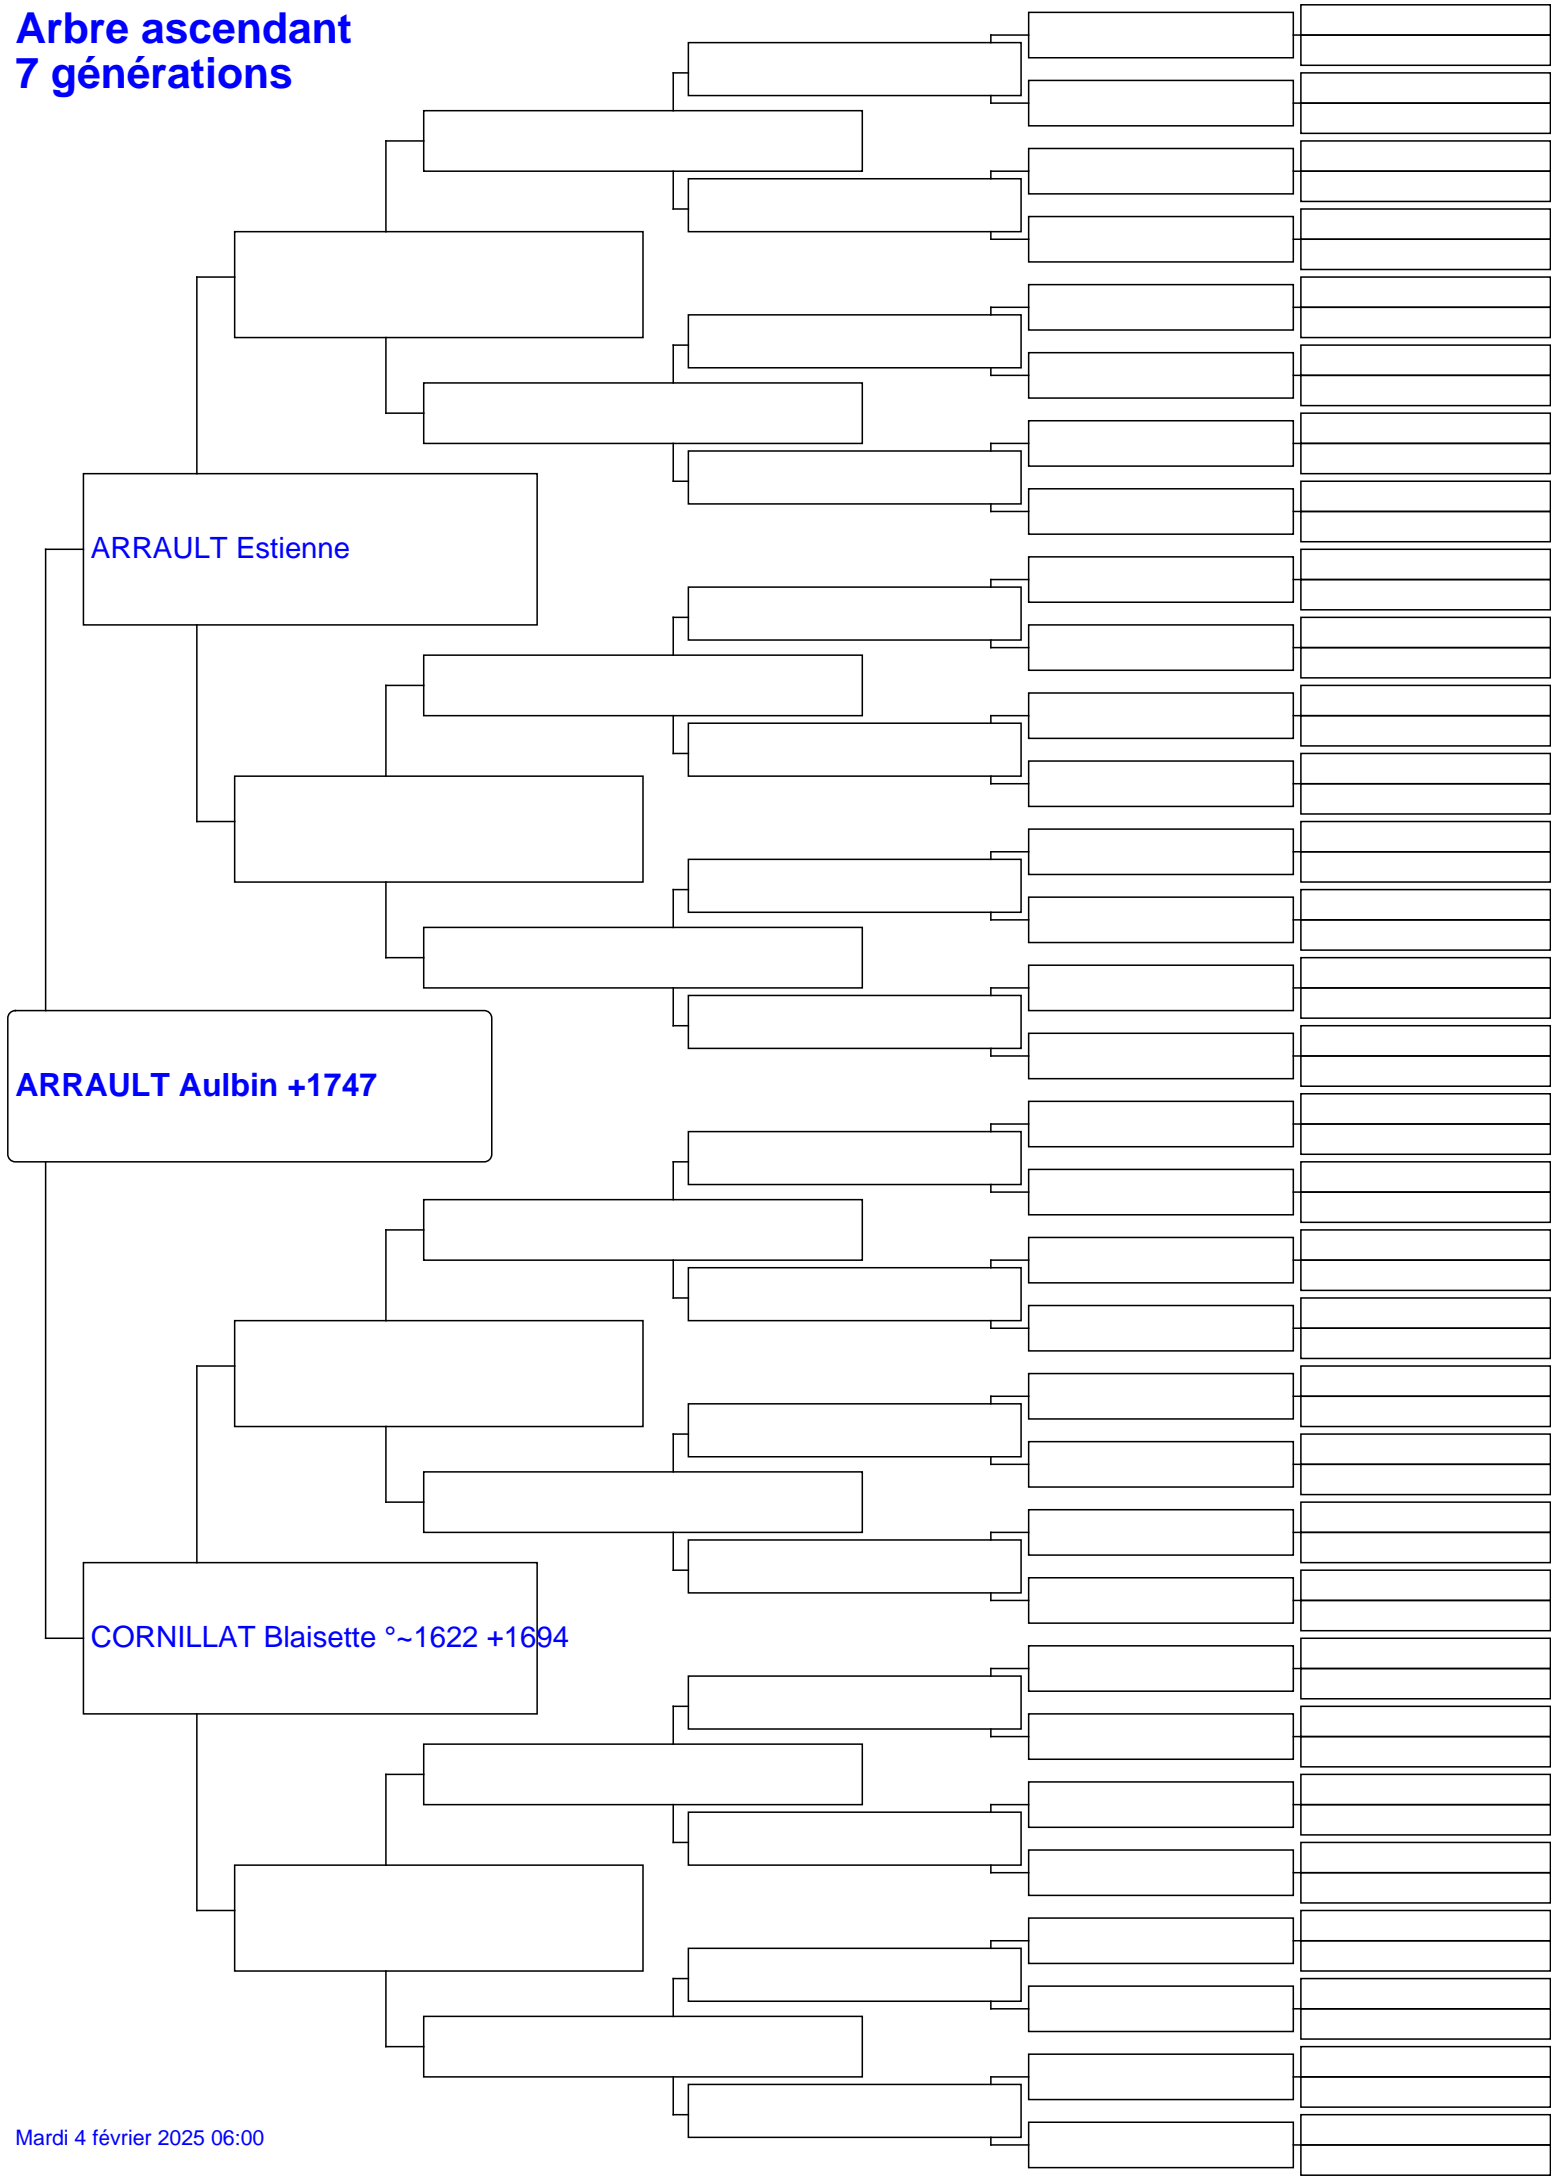 Arbre ascendant
7 générations
ARRAULT Estienne
ARRAULT Aulbin +1747
CORNILLAT Blaisette °~1622 +1694
Mardi 4 février 2025 06:00